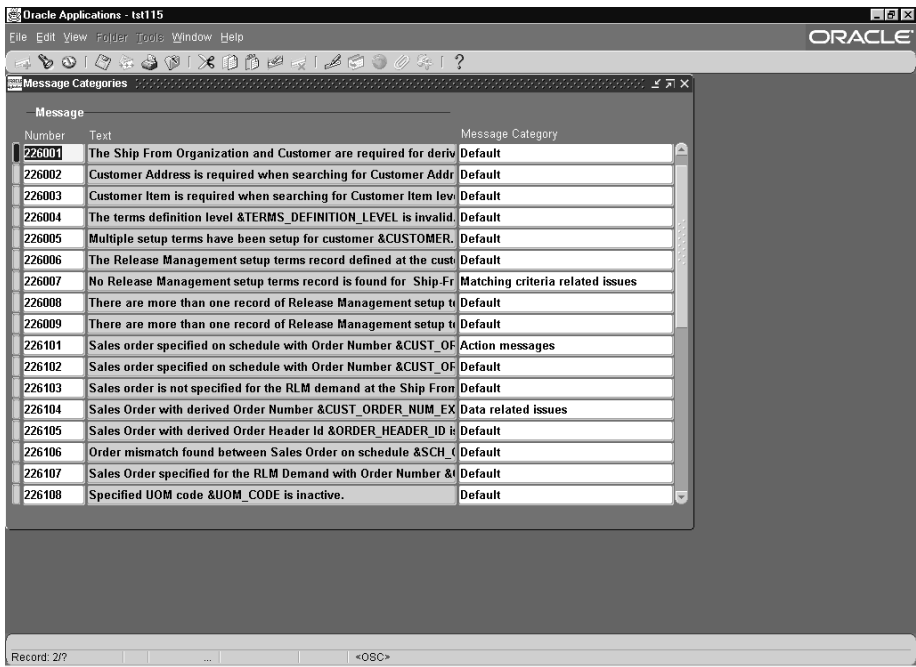 Oracle Applications - tst115
File Edit View Folder Tools Window Help
ORACLE
Message Categories
Message
Number Text Message Category
226001 The Ship From Organization and Customer are required for deriv Default
226002 Customer Address is required when searching for Customer Addr Default
226003 Customer Item is required when searching for Customer Item lev Default
226004 The terms definition level &TERMS_DEFINITION_LEVEL is invalid. Default
226005 Multiple setup terms have been setup for customer &CUSTOMER. Default
226006 The Release Management setup terms record defined at the cust Default
226007 No Release Management setup terms record is found for Ship-Fr Matching criteria related issues
226008 There are more than one record of Release Management setup t Default
226009 There are more than one record of Release Management setup t Default
226101 Sales order specified on schedule with Order Number &CUST_OF Action messages
226102 Sales order specified on schedule with Order Number &CUST_OF Default
226103 Sales order is not specified for the RLM demand at the Ship From Default
226104 Sales Order with derived Order Number &CUST_ORDER_NUM_EX Data related issues
226105 Sales Order with derived Order Header Id &ORDER_HEADER_ID is Default
226106 Order mismatch found between Sales Order on schedule &SCH_( Default
226107 Sales Order specified for the RLM Demand with Order Number &( Default
226108 Specified UOM code &UOM_CODE is inactive. Default
Record: 2/? ... <OSC>